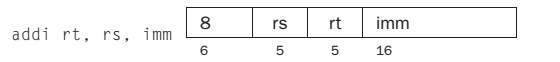 addi rt, rs, imm 8 rs rt imm
6 5 5 16